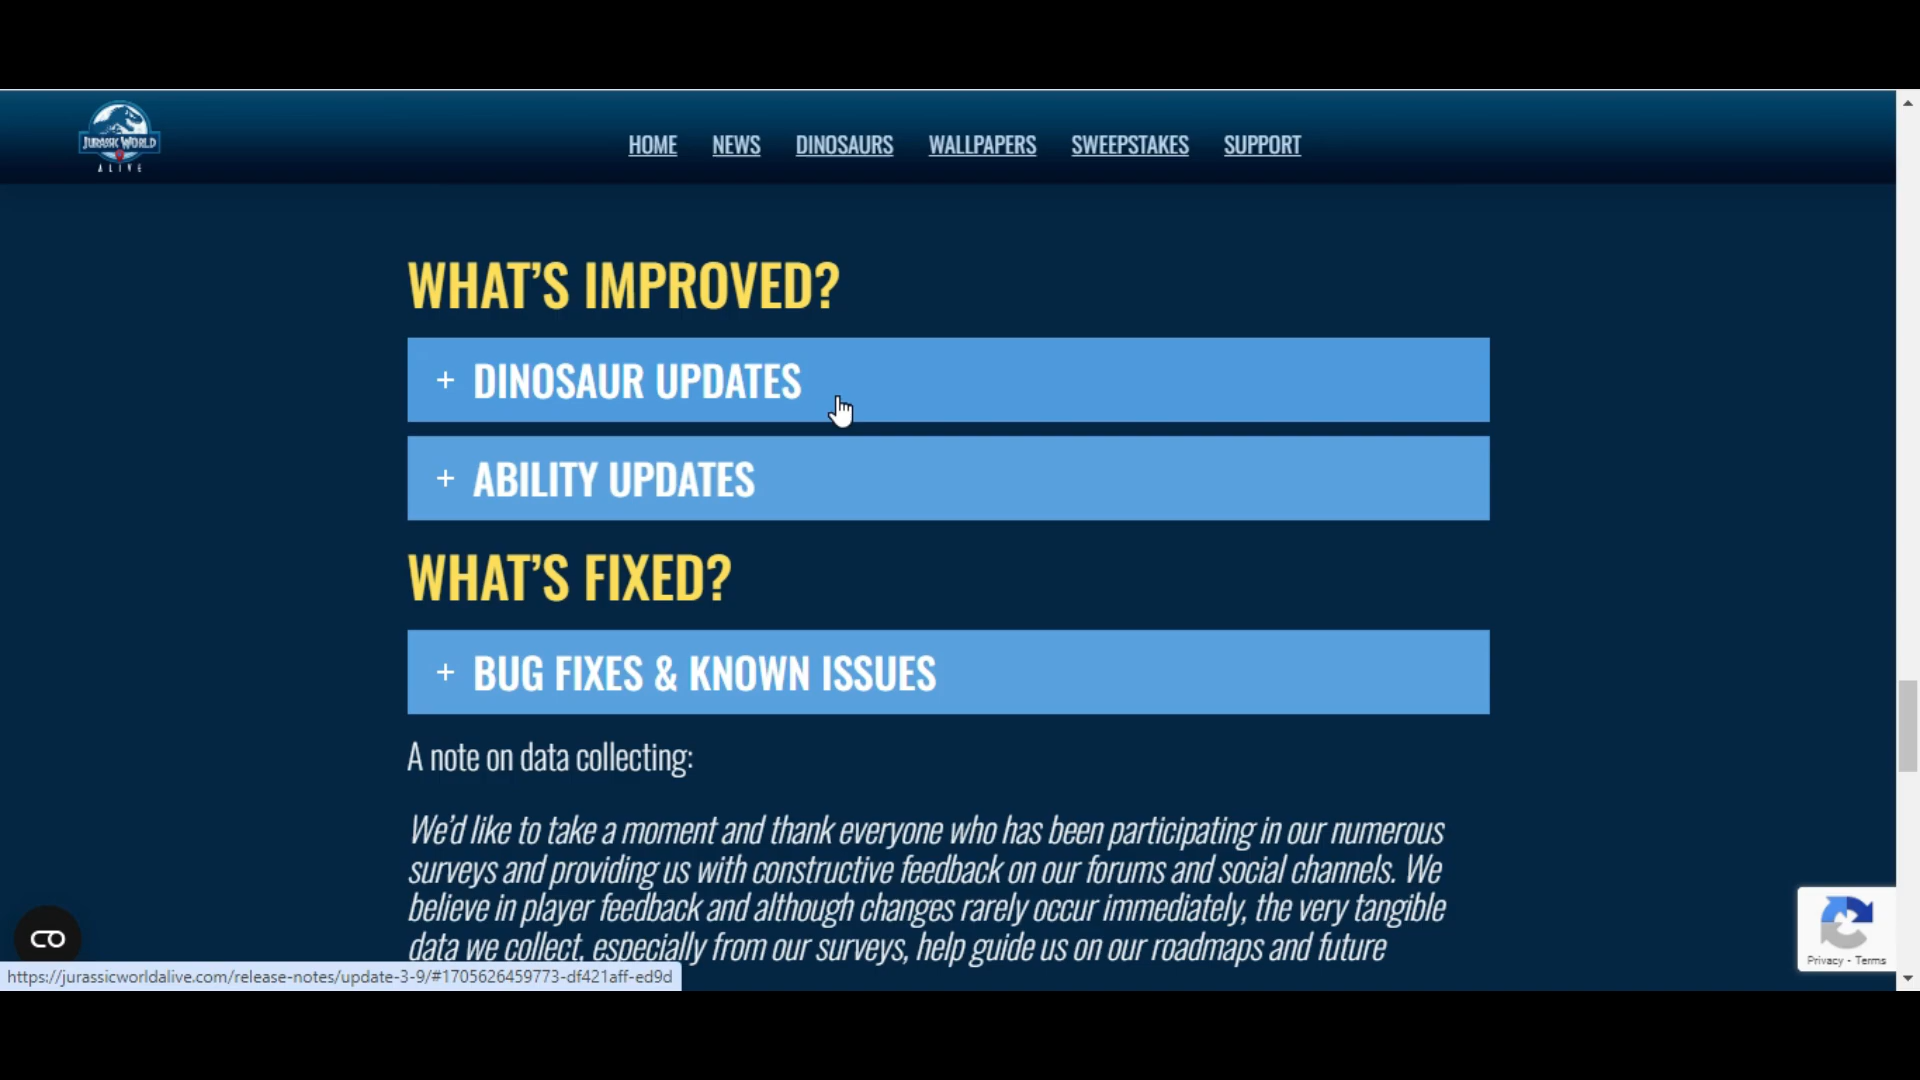 JURASSIC WORLD
ALIVE
HOME NEWS DINOSAURS WALLPAPERS SWEEPSTAKES SUPPORT
WHAT’S IMPROVED?
+ DINOSAUR UPDATES
+ ABILITY UPDATES
WHAT’S FIXED?
+ BUG FIXES & KNOWN ISSUES
A note on data collecting:
We’d like to take a moment and thank everyone who has been participating in our numerous
surveys and providing us with constructive feedback on our forums and social channels. We
believe in player feedback and although changes rarely occur immediately, the very tangible
data we collect, especially from our surveys, help guide us on our roadmaps and future
Privacy - Terms
https://jurassicworldalive.com/release-notes/update-3-9/#1705626459773-df421aff-ed9d